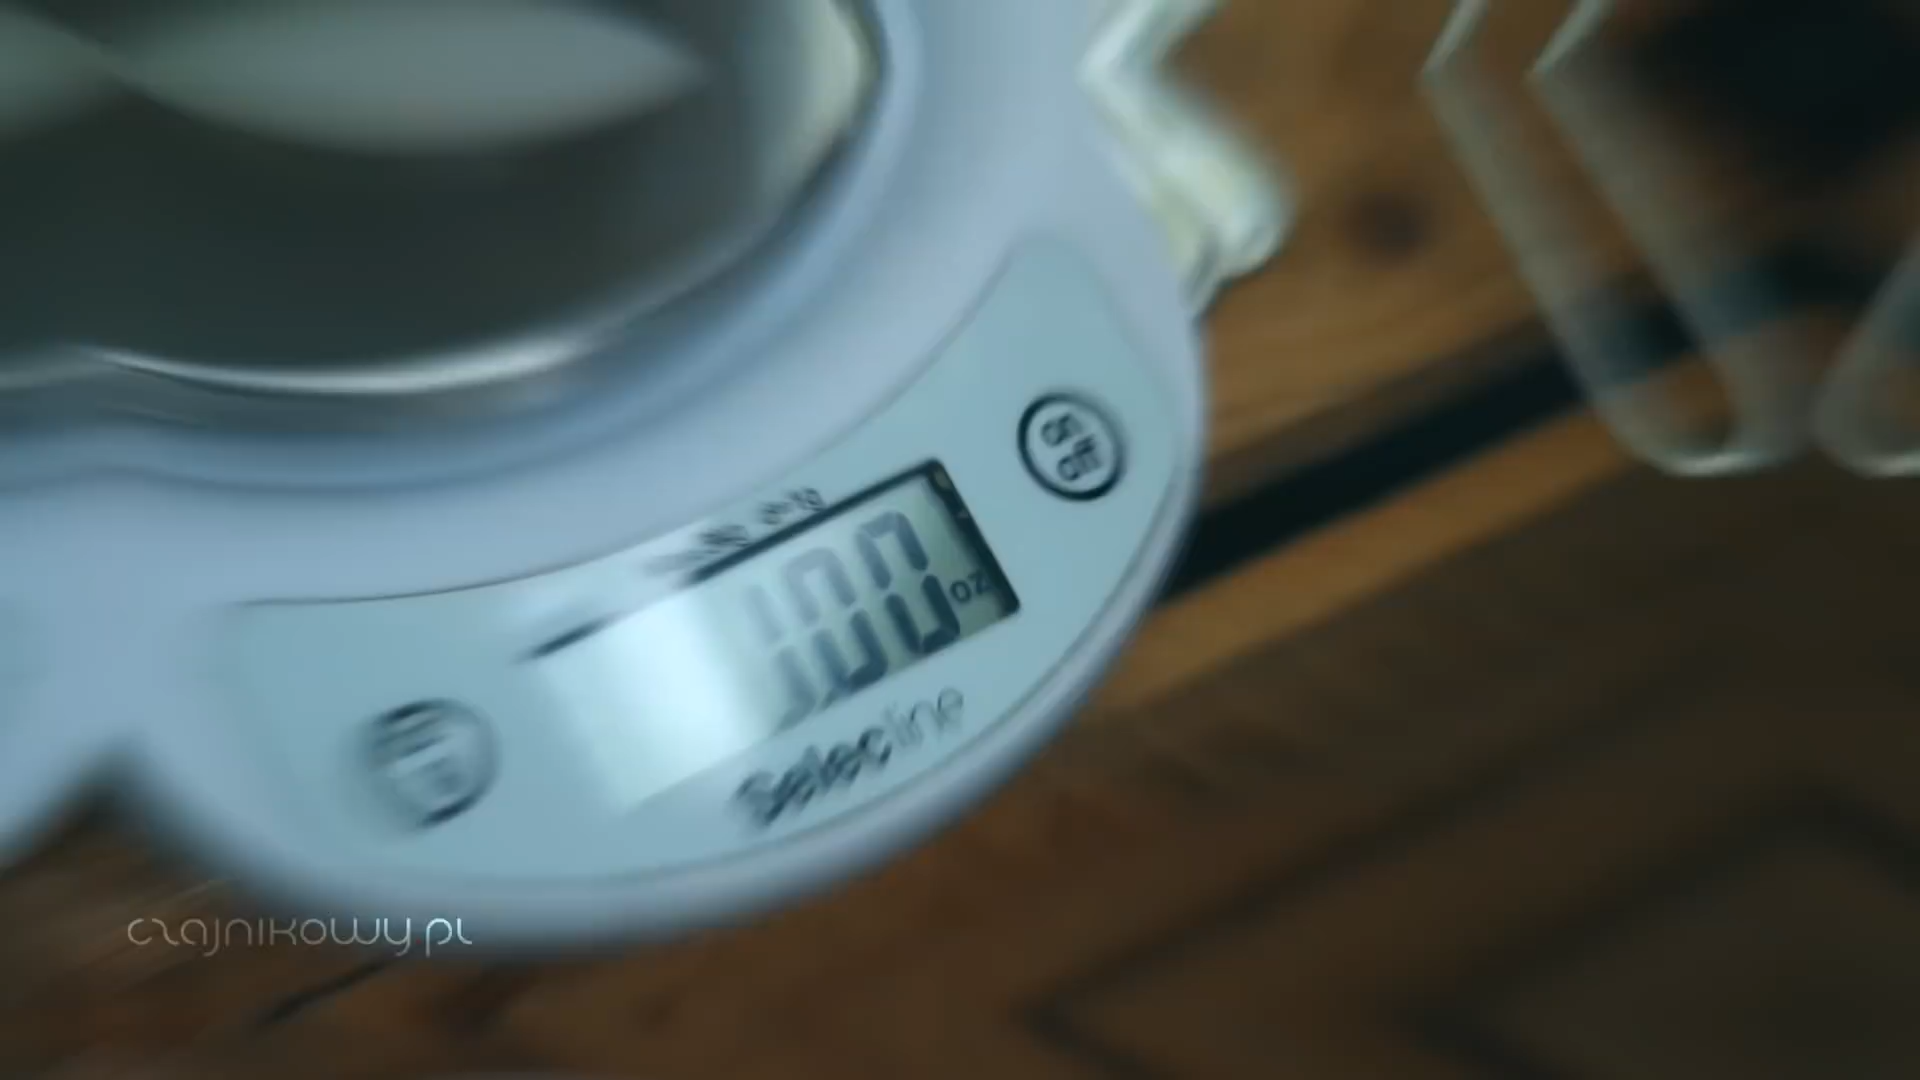 on
off
100 oz
Selecline
czajnikowy.pl